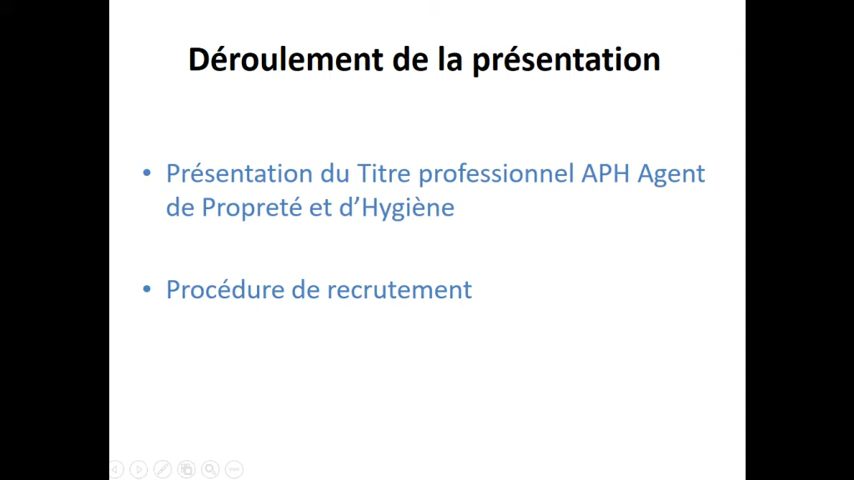 Déroulement de la présentation
• Présentation du Titre professionnel APH Agent
de Propreté et d’Hygiène
• Procédure de recrutement